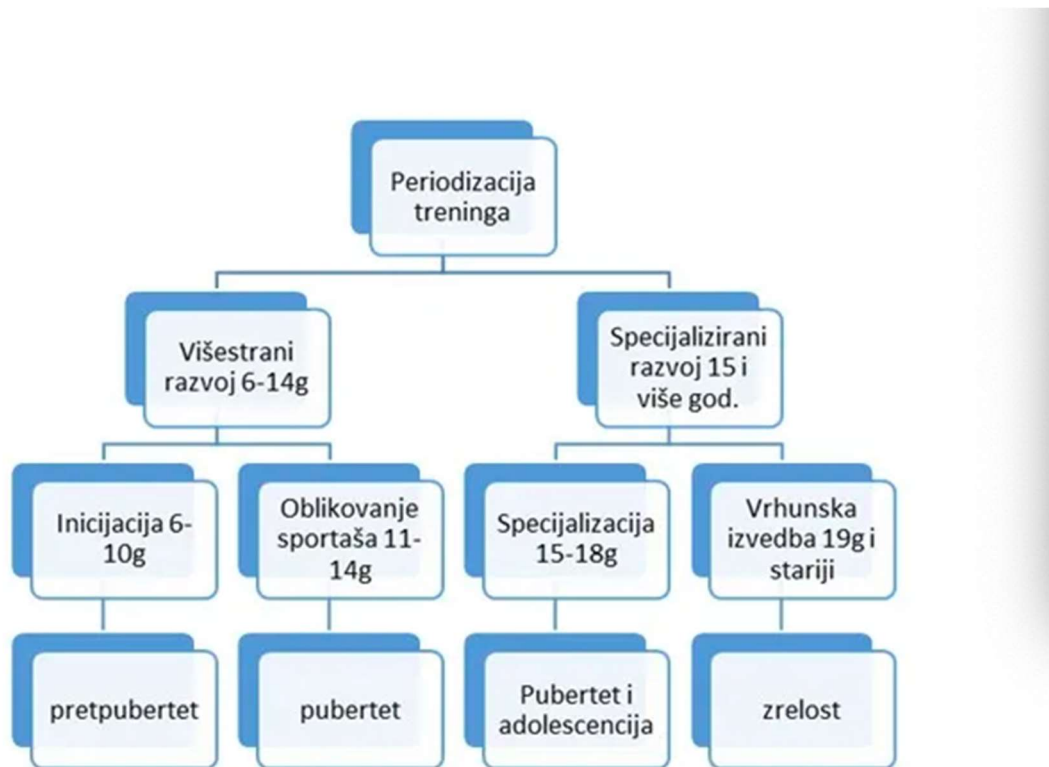 Periodizacija
treninga
Višestrani
razvoj 6-14g
Specijalizirani
razvoj 15 i
više god.
Inicijacija 6-
10g
Oblikovanje
sportaša 11-
14g
Specijalizacija
15-18g
Vrhunska
izvedba 19g i
stariji
pretpubertet
pubertet
Pubertet i
adolescencija
zrelost